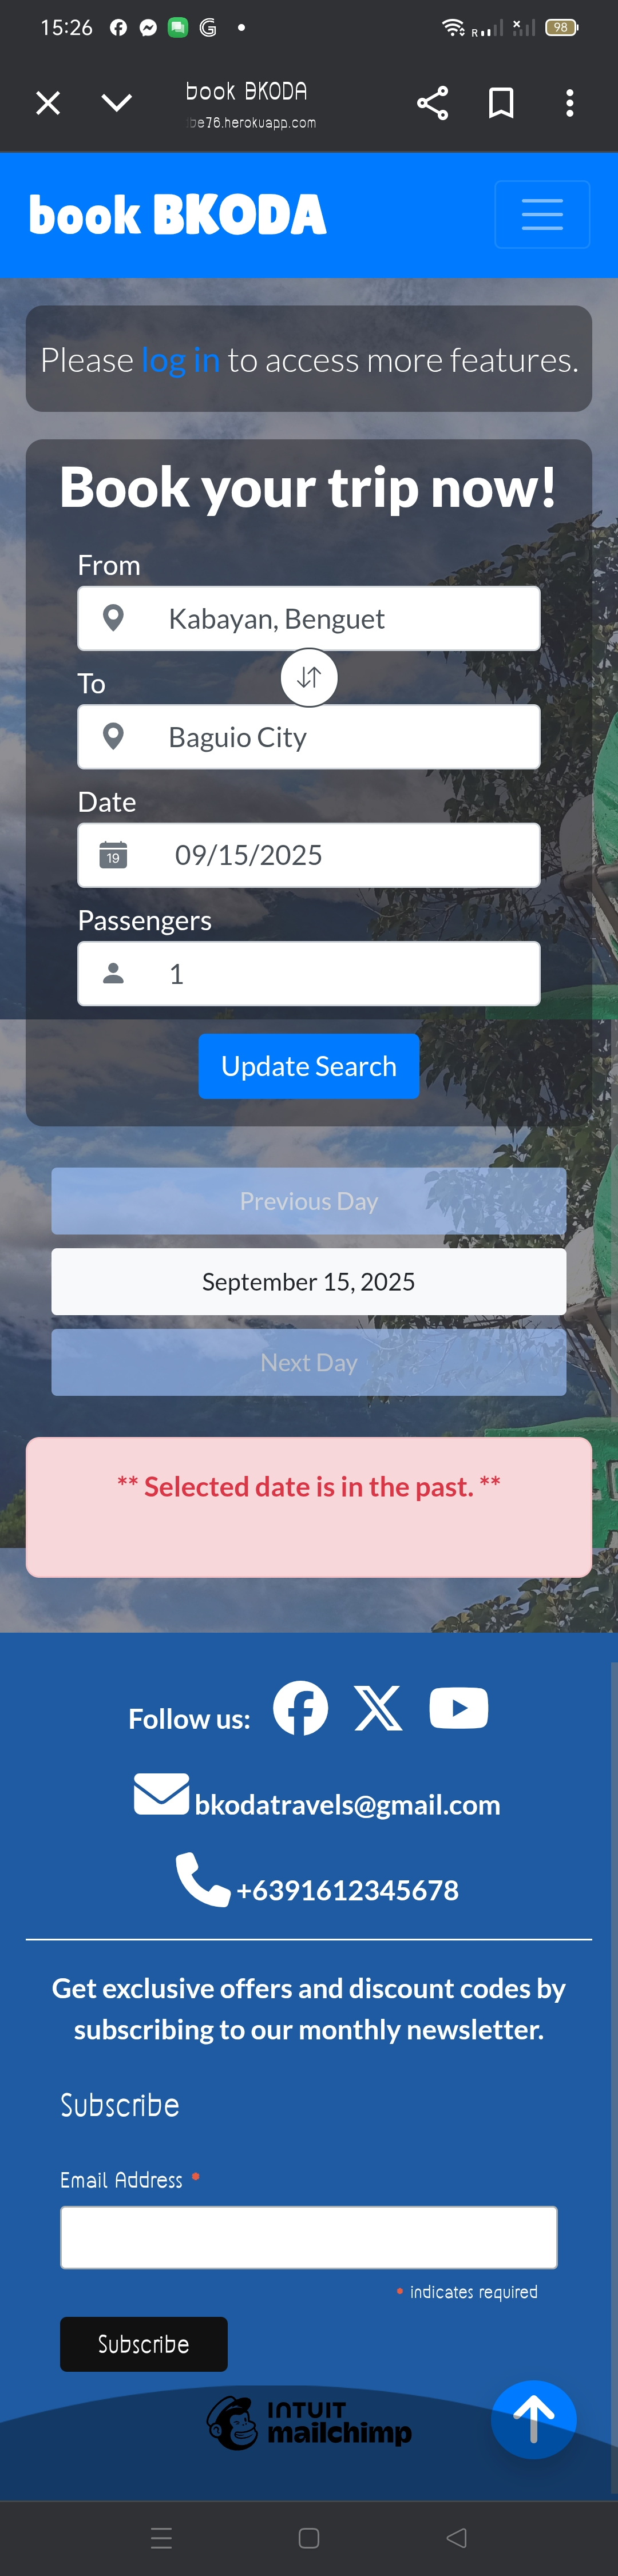 15:26
R
98
book BKODA
be76.herokuapp.com
book BKODA
Please log in to access more features.
Book your trip now!
From
Kabayan, Benguet
To
Baguio City
Date
19
09/15/2025
Passengers
1
Update Search
Previous Day
September 15, 2025
Next Day
** Selected date is in the past. **
Follow us:
bkodatravels@gmail.com
+6391612345678
Get exclusive offers and discount codes by
subscribing to our monthly newsletter.
Subscribe
Email Address *
* indicates required
Subscribe
INTUIT
mailchimp